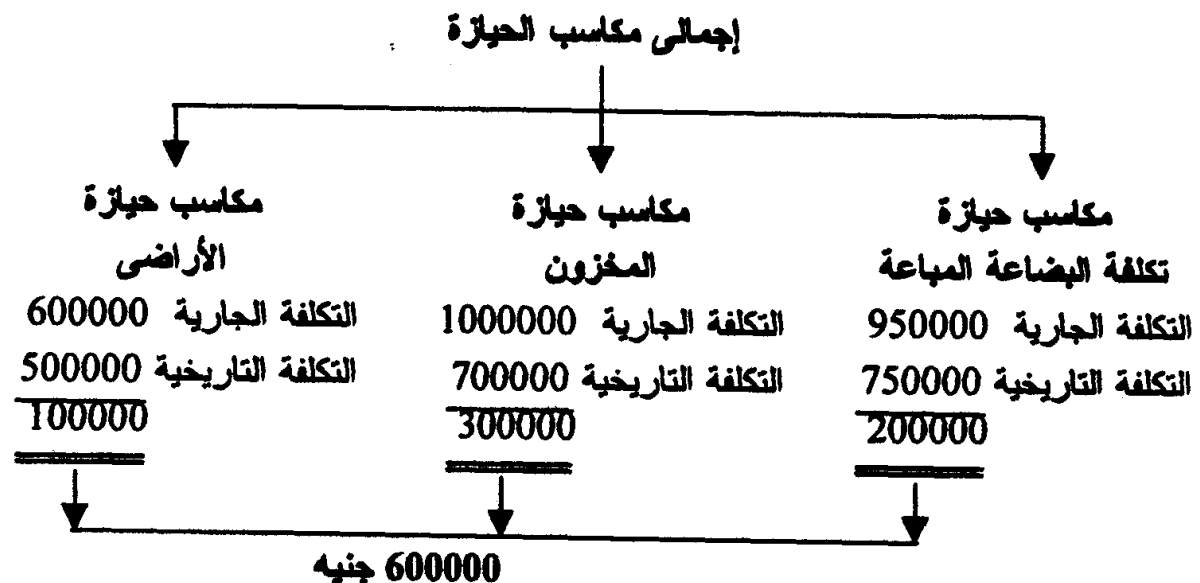 إجمالى مكاسب الحيازة
مكاسب حيازة
تكلفة البضاعة المباعة
التكلفة الجارية 950000
التكلفة التاريخية 750000
200000
مكاسب حيازة
المخزون
التكلفة الجارية 1000000
التكلفة التاريخية 700000
300000
مكاسب حيازة
الأراضى
التكلفة الجارية 600000
التكلفة التاريخية 500000
100000
600000 جنيه